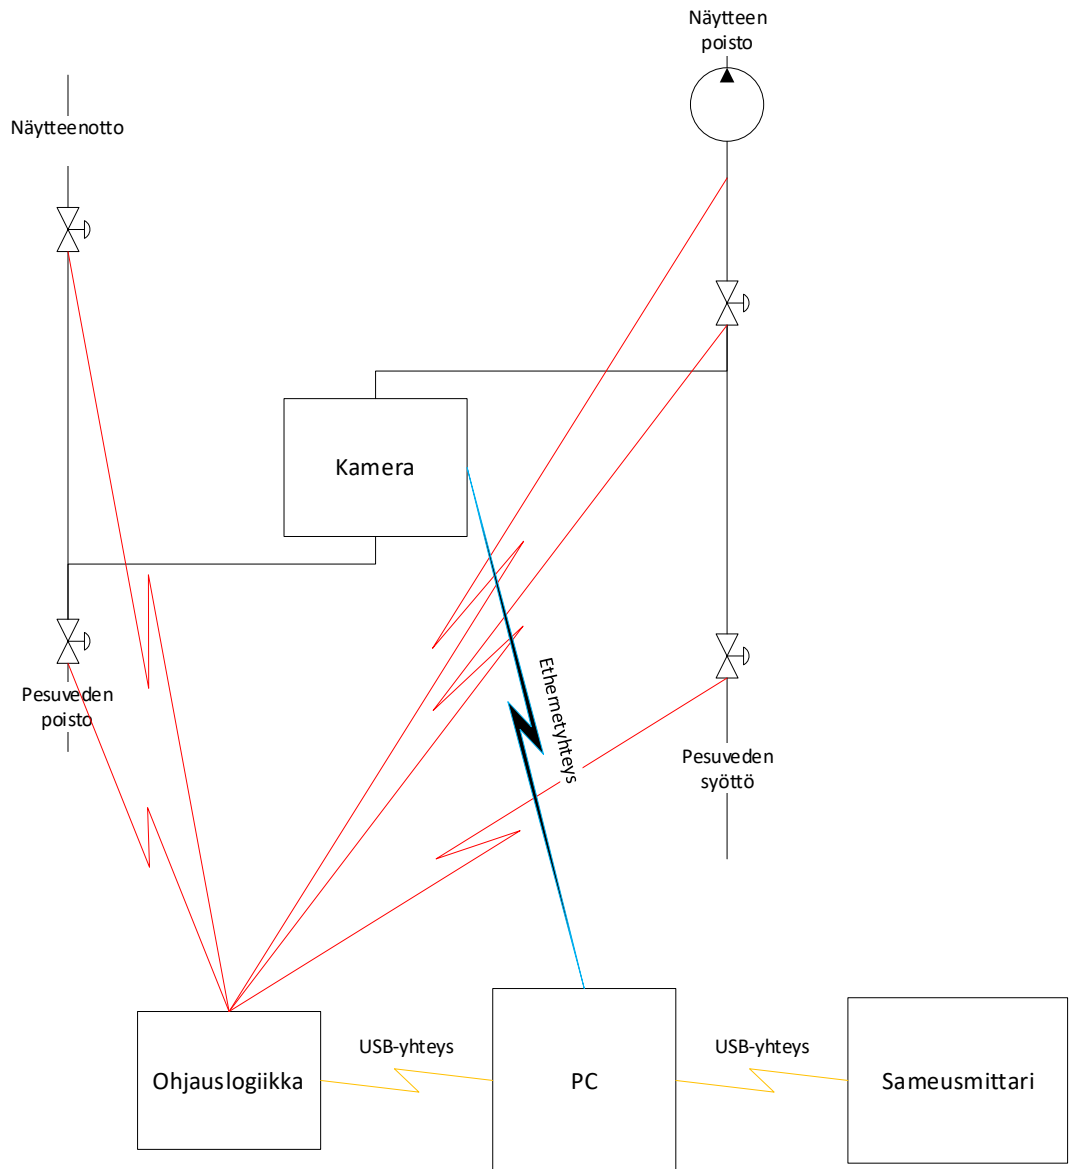 Näytteen
poisto
Näytteenotto
Kamera
Ethernetyhteys
Pesuveden
poisto
Pesuveden
syöttö
USB-yhteys
USB-yhteys
Ohjauslogiikka
PC
Sameusmittari